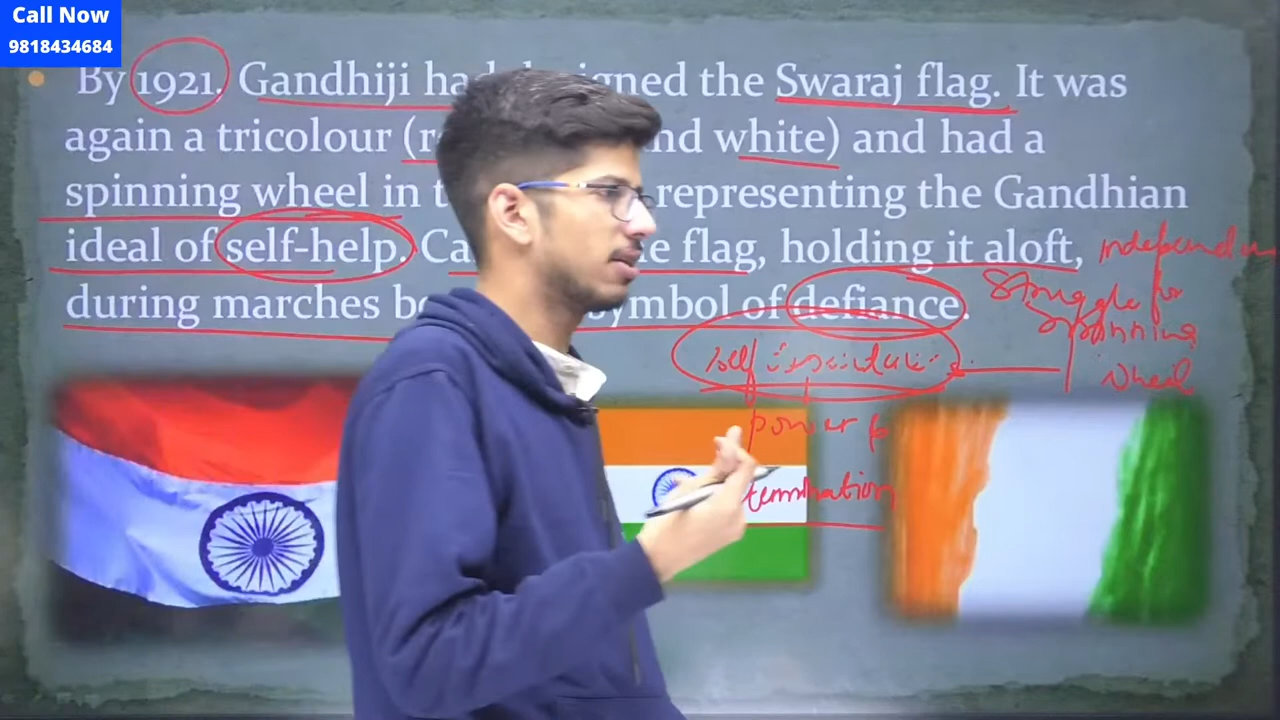 Call Now
9818434684
By 1921, Gandhiji had designed the Swaraj flag. It was
again a tricolour (r and white) and had a
spinning wheel in t representing the Gandhian
ideal of self-help. Ca e flag, holding it aloft,
during marches be symbol of defiance.
struggle for
spinning
wheel
self
power
termination